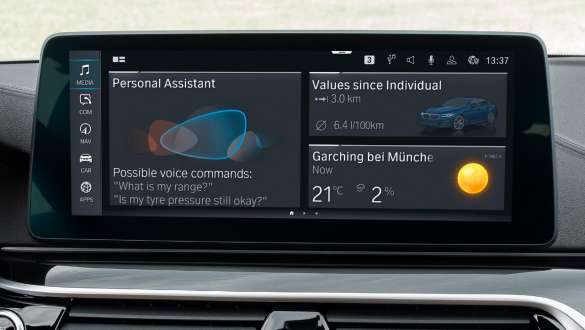 3
13:37
MEDIA
COM
NAV
CAR
APPS
Personal Assistant
Possible voice commands:
"What is my range?"
"Is my tyre pressure still okay?"
Values since Individual
3.0 km
6.4 l/100km
Garching bei Münche
Now
21°C
2%